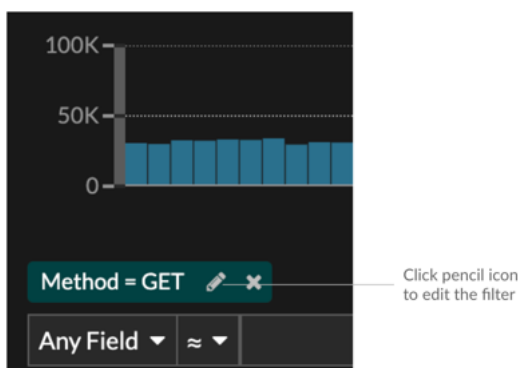 100K
50K
0
Method = GET
Click pencil icon
to edit the filter
Any Field ≈